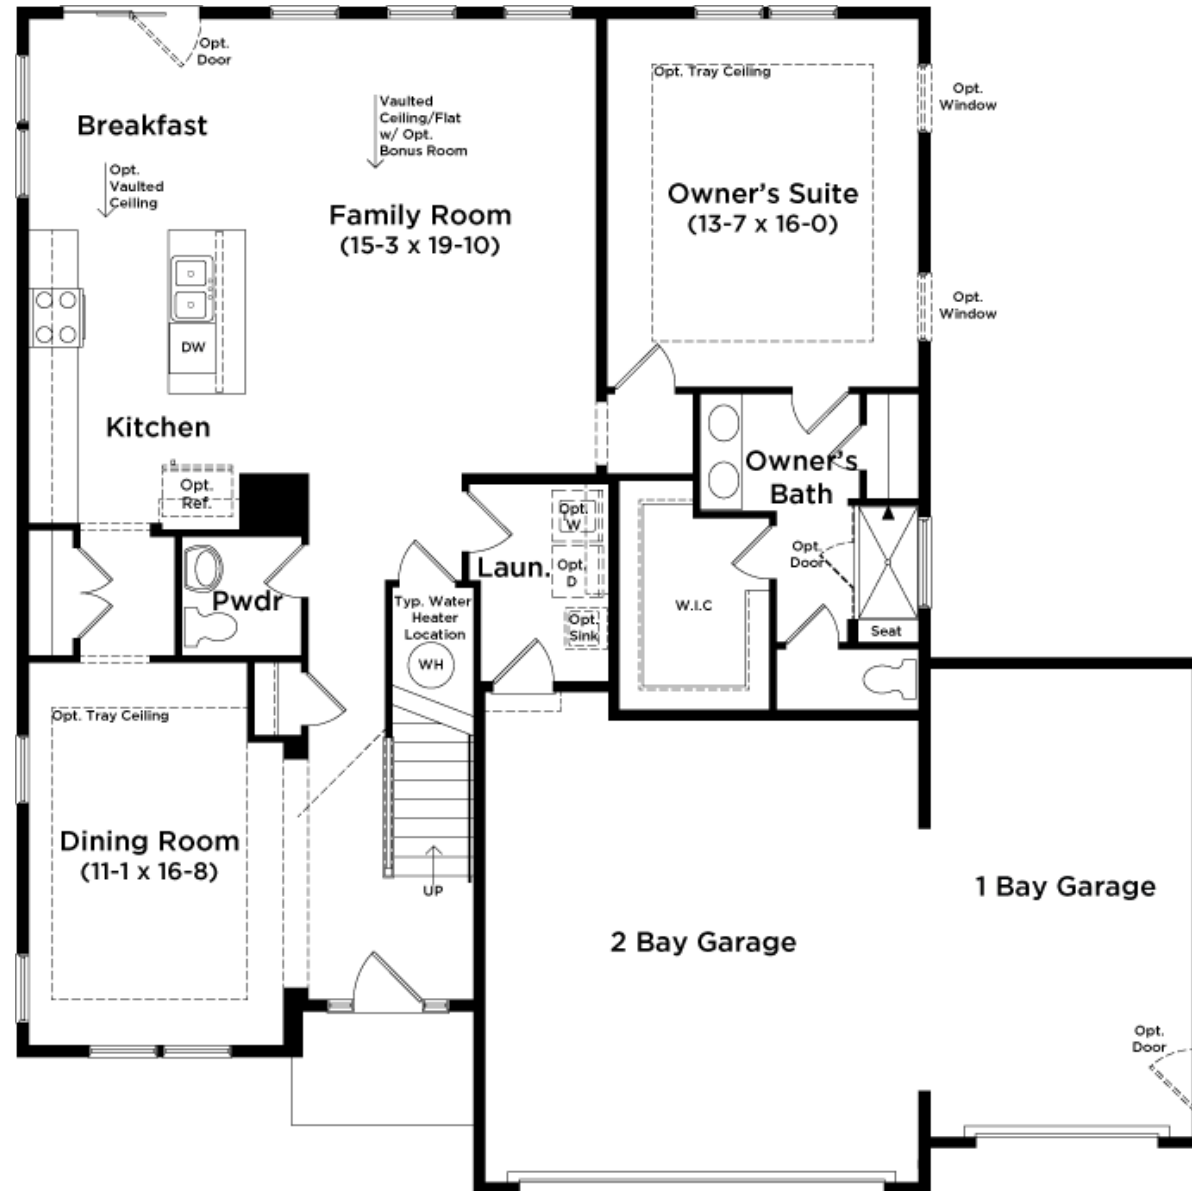 Opt.
Door
Opt. Tray Ceiling
Opt.
Window
Breakfast
Vaulted
Ceiling/Flat
w/ Opt.
Bonus Room
Opt.
Vaulted
Ceiling
Family Room
(15-3 x 19-10)
Owner's Suite
(13-7 x 16-0)
Opt.
Window
DW
Kitchen
Opt.
Ref.
Owner's
Bath
Opt.
W
Opt.
D
Laun.
Opt.
Door
Pwdr
Typ. Water
Heater
Location
WH
Opt.
Sink
W.I.C
Seat
Opt. Tray Ceiling
Dining Room
(11-1 x 16-8)
UP
2 Bay Garage
1 Bay Garage
Opt.
Door